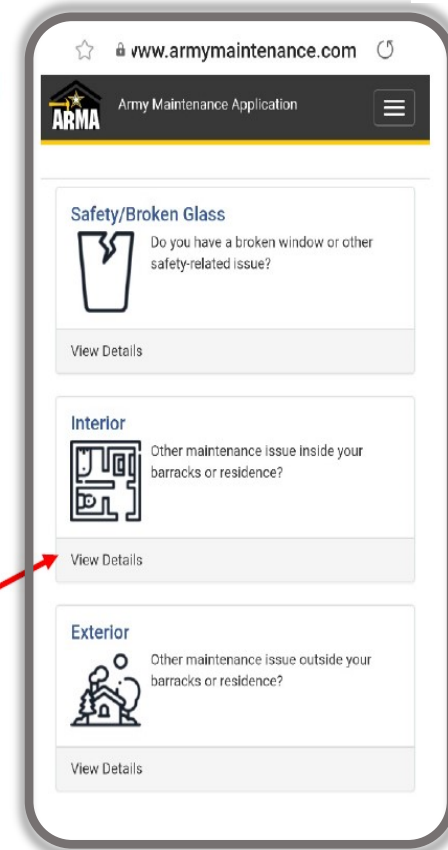 www.armymaintenance.com
ARMA
Army Maintenance Application
Safety/Broken Glass
Do you have a broken window or other
safety-related issue?
View Details
Interior
Other maintenance issue inside your
barracks or residence?
View Details
Exterior
Other maintenance issue outside your
barracks or residence?
View Details